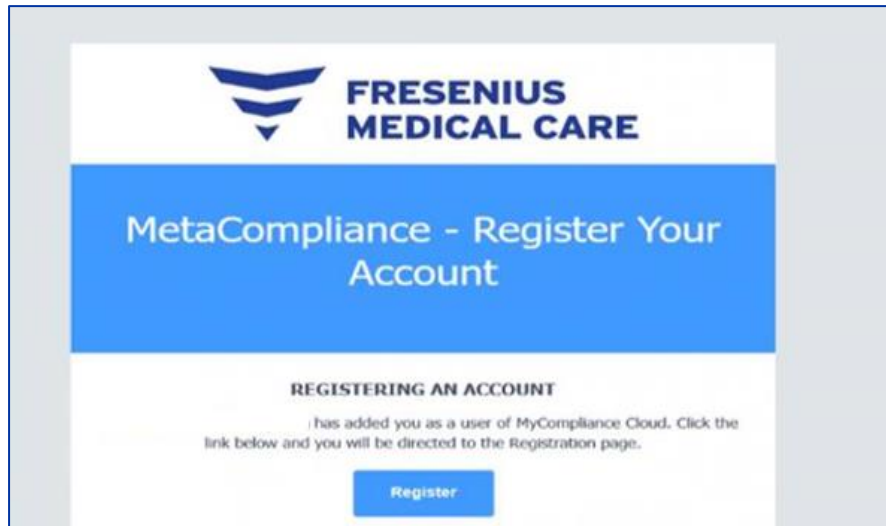 FRESENIUS
MEDICAL CARE
MetaCompliance - Register Your
Account
REGISTERING AN ACCOUNT
has added you as a user of MyCompliance Cloud. Click the
link below and you will be directed to the Registration page.
Register